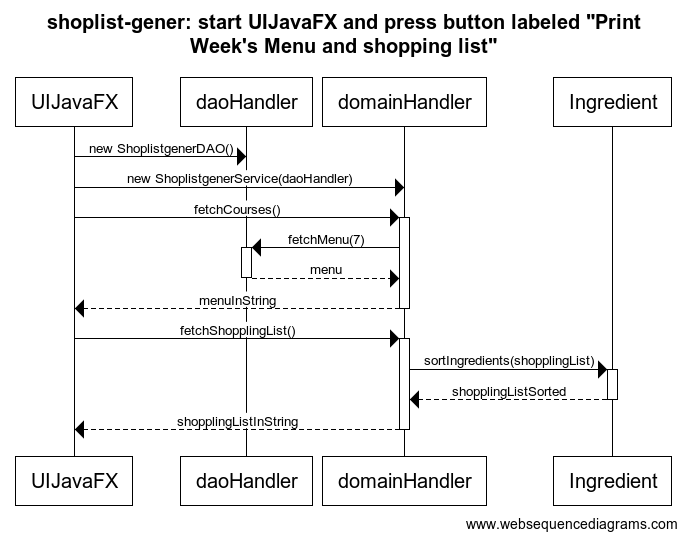 shoplist-gener: start UIJavaFX and press button labeled "Print
Week's Menu and shopping list"
UIJavaFX
daoHandler
domainHandler
Ingredient
new ShoplistgenerDAO()
new ShoplistgenerService(daoHandler)
fetchCourses()
fetchMenu(7)
menu
menuInString
fetchShopplingList()
sortIngredients(shopplingList)
shopplingListSorted
shopplingListInString
UIJavaFX
daoHandler
domainHandler
Ingredient
www.websequencediagrams.com